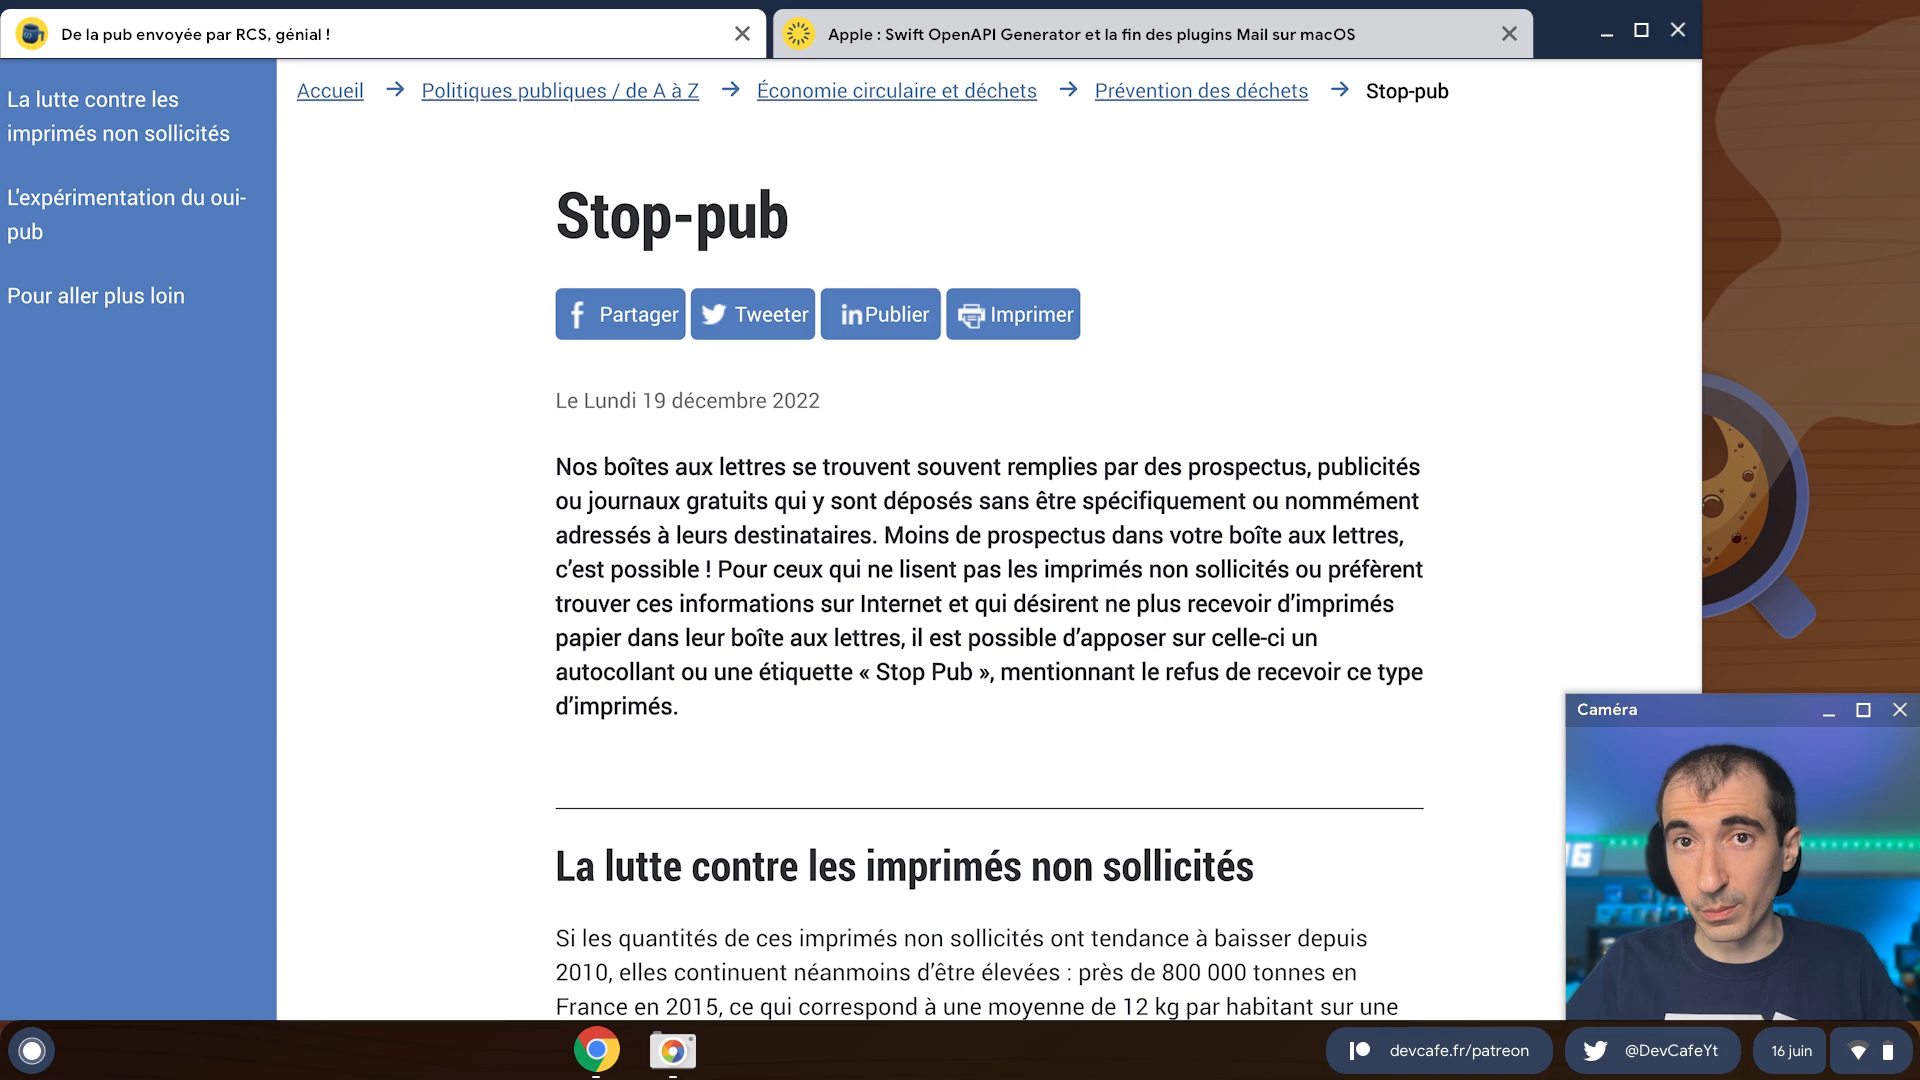 De la pub envoyée par RCS, génial !
Apple : Swift OpenAPI Generator et la fin des plugins Mail sur macOS
La lutte contre les
imprimés non sollicités
L'expérimentation du oui-
pub
Pour aller plus loin
Accueil → Politiques publiques / de A à Z → Économie circulaire et déchets → Prévention des déchets → Stop-pub
Stop-pub
Partager Tweeter Publier Imprimer
Le Lundi 19 décembre 2022
Nos boîtes aux lettres se trouvent souvent remplies par des prospectus, publicités
ou journaux gratuits qui y sont déposés sans être spécifiquement ou nommément
adressés à leurs destinataires. Moins de prospectus dans votre boîte aux lettres,
c’est possible ! Pour ceux qui ne lisent pas les imprimés non sollicités ou préfèrent
trouver ces informations sur Internet et qui désirent ne plus recevoir d’imprimés
papier dans leur boîte aux lettres, il est possible d’apposer sur celle-ci un
autocollant ou une étiquette « Stop Pub », mentionnant le refus de recevoir ce type
d’imprimés.
La lutte contre les imprimés non sollicités
Si les quantités de ces imprimés non sollicités ont tendance à baisser depuis
2010, elles continuent néanmoins d’être élevées : près de 800 000 tonnes en
France en 2015, ce qui correspond à une moyenne de 12 kg par habitant sur une
Caméra
devcafe.fr/patreon
@DevCafeYt
16 juin